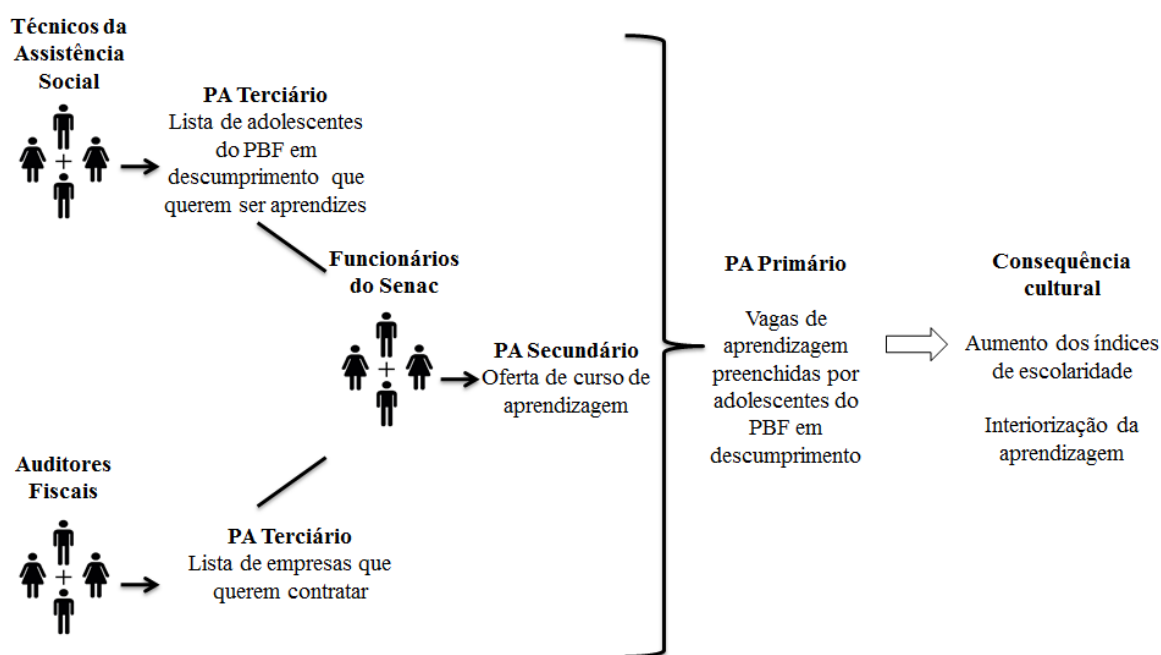 Técnicos da
Assistência
Social
+
PA Terciário
Lista de adolescentes
do PBF em
descumprimento que
querem ser aprendizes
Funcionários
do Senac
+
PA Secundário
Oferta de curso de
aprendizagem
Auditores
Fiscais
+
PA Terciário
Lista de empresas que
querem contratar
PA Primário
Vagas de
aprendizagem
preenchidas por
adolescentes do
PBF em
descumprimento
Consequência
cultural
Aumento dos índices
de escolaridade
Interiorização da
aprendizagem